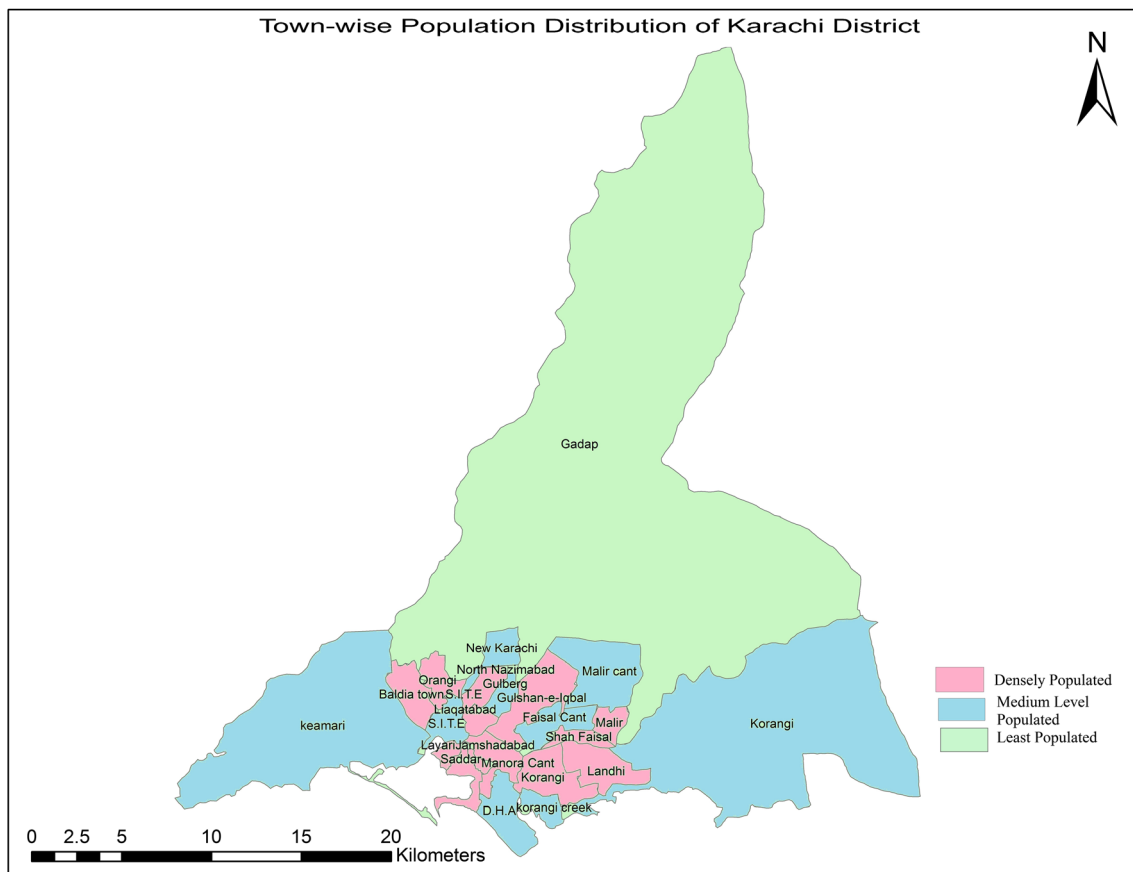 Town-wise Population Distribution of Karachi District
N
Gadap
New Karachi
North Nazimabad
Malir cant
Orangi
Gulberg
Baldia town
S.I.T.E
Gulshan-e-Iqbal
Liaqatabad
Faisal Cant
Malir
keamari
S.I.T.E
Korangi
Shah Faisal
Layari
Jamshadabad
Saddar
Manora Cant
Landhi
Korangi
D.H.A
korangi creek
Densely Populated
Medium Level
Populated
Least Populated
0 2.5 5 10 15 20
Kilometers